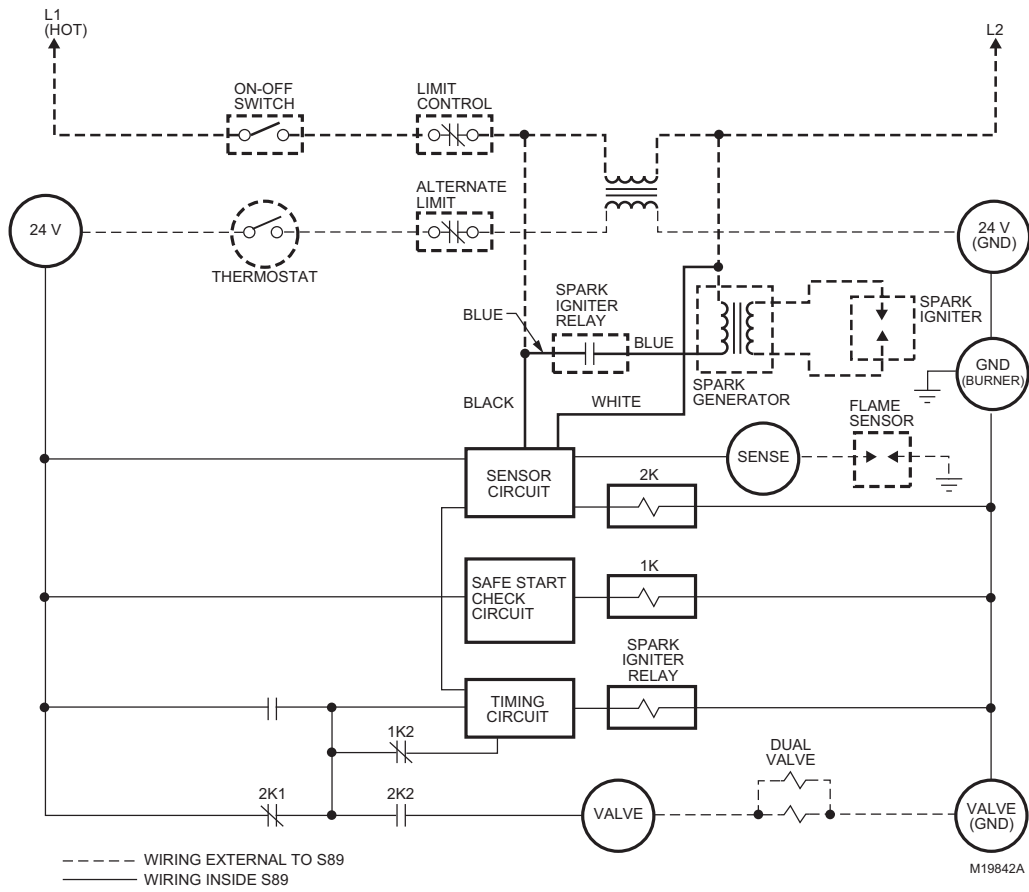 L1
(HOT)
L2
ON-OFF
SWITCH
LIMIT
CONTROL
ALTERNATE
LIMIT
24 V
THERMOSTAT
24 V
(GND)
SPARK
IGNITER
RELAY
BLUE
BLUE
SPARK
GENERATOR
SPARK
IGNITER
GND
(BURNER)
BLACK
WHITE
FLAME
SENSOR
SENSOR
CIRCUIT
SENSE
2K
SAFE START
CHECK
CIRCUIT
1K
SPARK
IGNITER
RELAY
TIMING
CIRCUIT
1K2
DUAL
VALVE
2K1
2K2
VALVE
VALVE
(GND)
WIRING EXTERNAL TO S89
WIRING INSIDE S89
M19842A